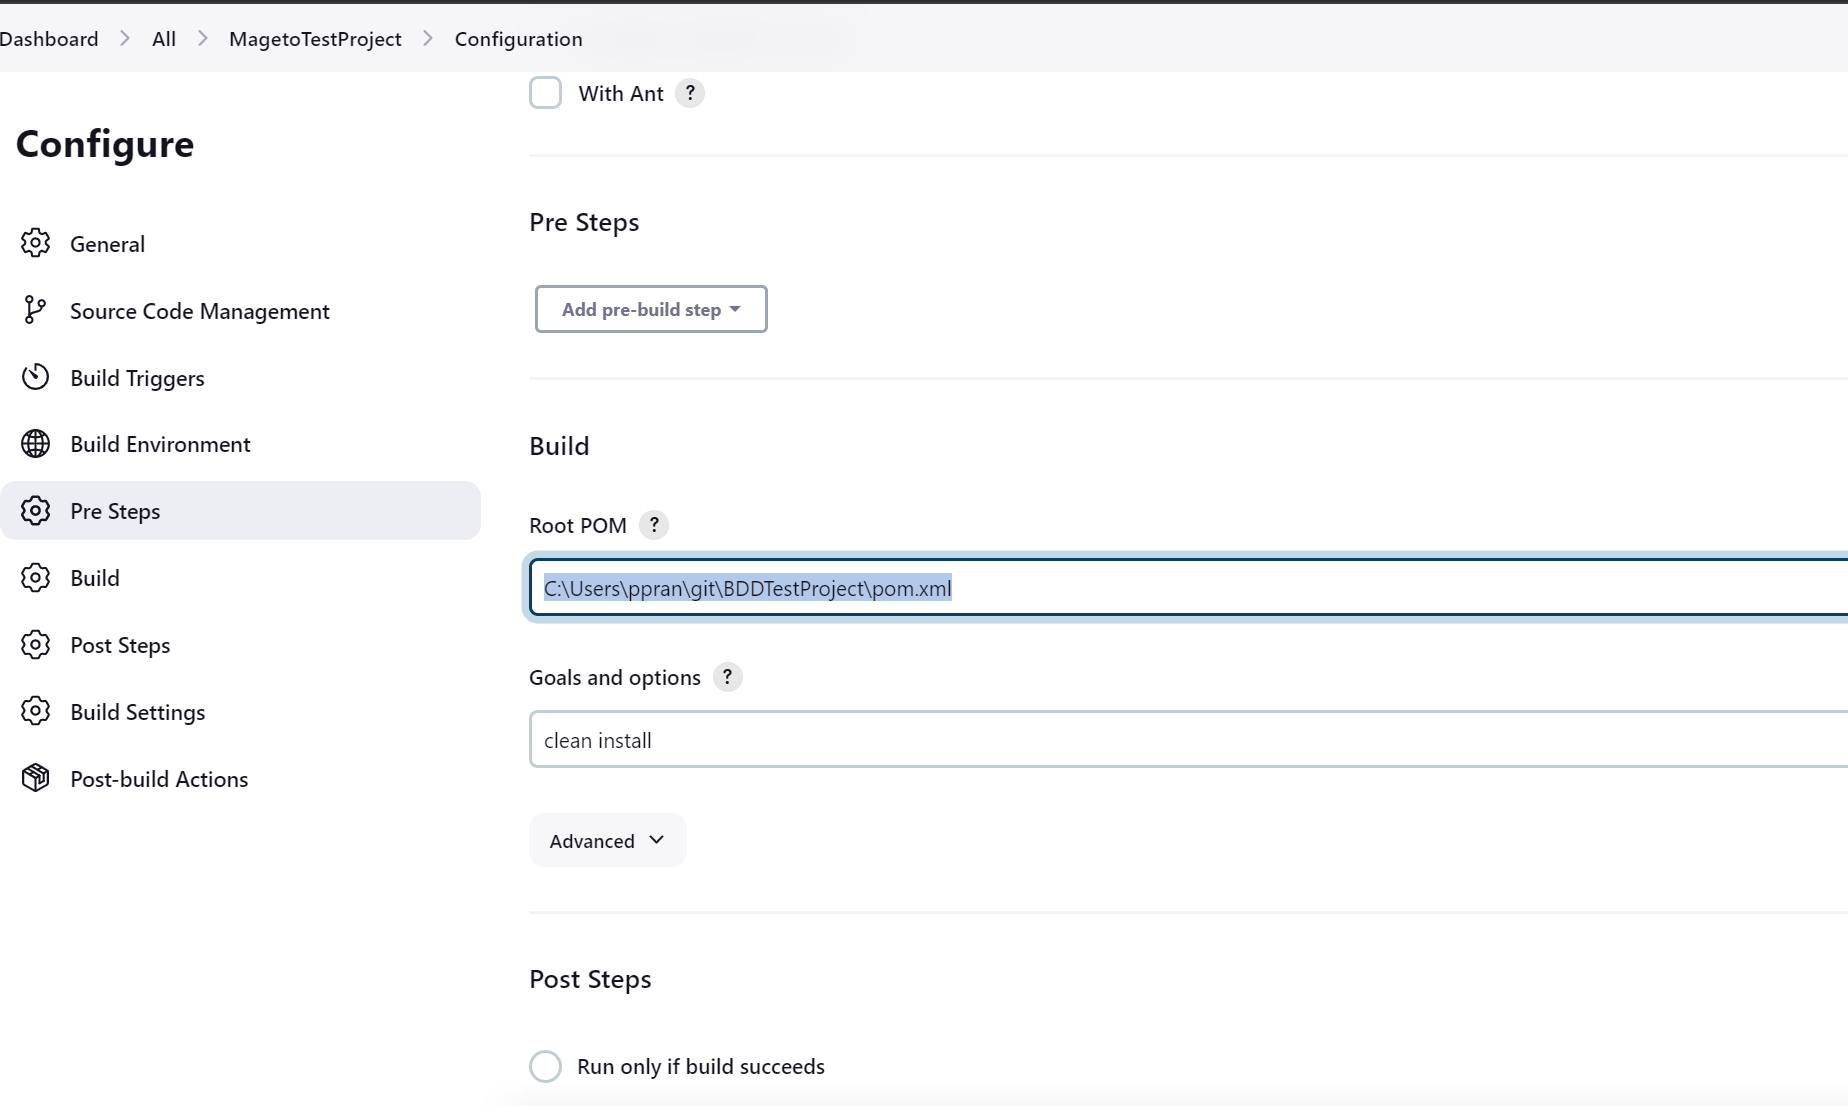 Dashboard > All > MagetoTestProject > Configuration
With Ant ?
Configure
General
Source Code Management
Build Triggers
Build Environment
Pre Steps
Build
Post Steps
Build Settings
Post-build Actions
Pre Steps
Add pre-build step
Build
Root POM ?
C:\Users\ppran\git\BDDTestProject\pom.xml
Goals and options ?
clean install
Advanced
Post Steps
Run only if build succeeds